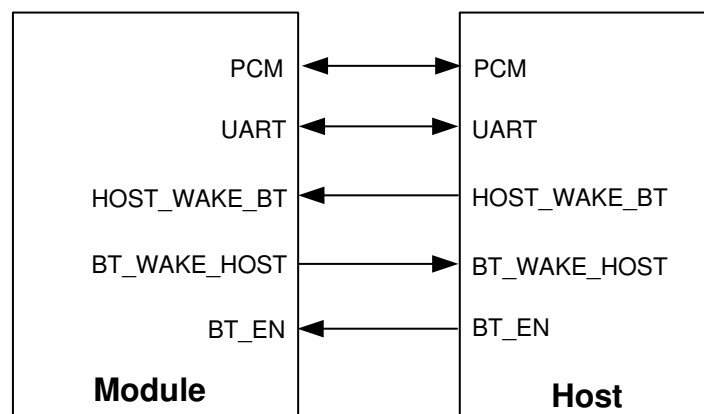 PCM PCM
UART UART
HOST_WAKE_BT HOST_WAKE_BT
BT_WAKE_HOST BT_WAKE_HOST
BT_EN BT_EN
Module Host